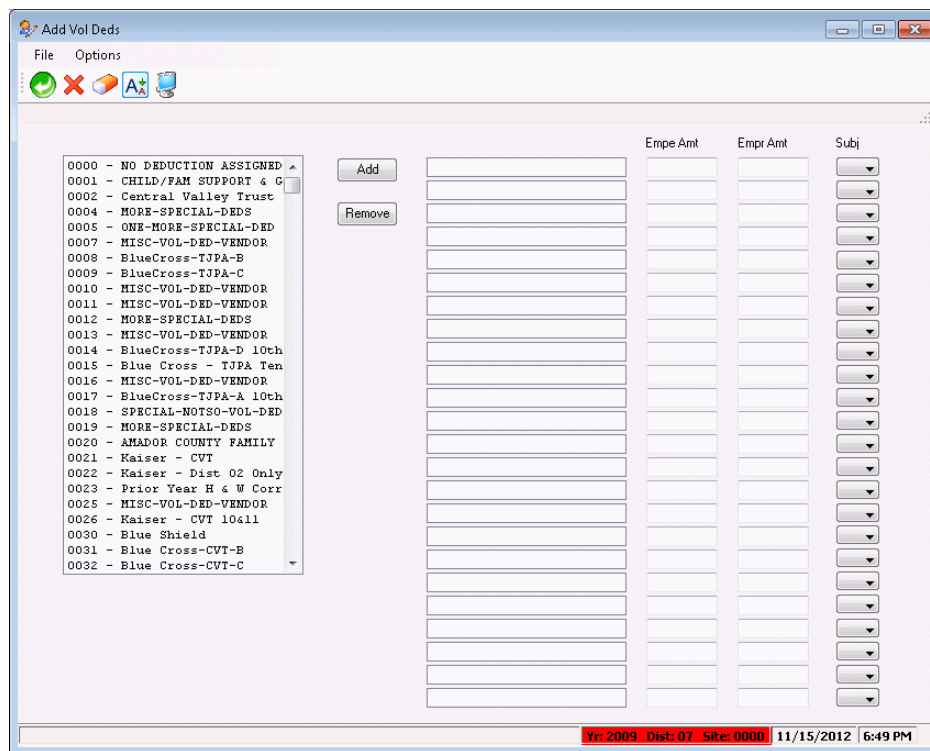 Add Vol Deds
File Options
Empe Amt Empr Amt Subj
0000 - NO DEDUCTION ASSIGNED
0001 - CHILD/FAM SUPPORT & G
0002 - Central Valley Trust
0004 - MORE-SPECIAL-DEDS
0005 - ONE-MORE-SPECIAL-DED
0007 - MISC-VOL-DED-VENDOR
0008 - BlueCross-TJPA-B
0009 - BlueCross-TJPA-C
0010 - MISC-VOL-DED-VENDOR
0011 - MISC-VOL-DED-VENDOR
0012 - MORE-SPECIAL-DEDS
0013 - MISC-VOL-DED-VENDOR
0014 - BlueCross-TJPA-D 10th
0015 - Blue Cross - TJPA Ten
0016 - MISC-VOL-DED-VENDOR
0017 - BlueCross-TJPA-A 10th
0018 - SPECIAL-NOTSO-VOL-DED
0019 - MORE-SPECIAL-DEDS
0020 - AMADOR COUNTY FAMILY
0021 - Kaiser - CVT
0022 - Kaiser - Dist 02 Only
0023 - Prior Year H & W Corr
0025 - MISC-VOL-DED-VENDOR
0026 - Kaiser - CVT 10&11
0030 - Blue Shield
0031 - Blue Cross-CVT-B
0032 - Blue Cross-CVT-C
Add
Remove
Yr: 2009 Dist: 07 Site: 0000 11/15/2012 6:49 PM